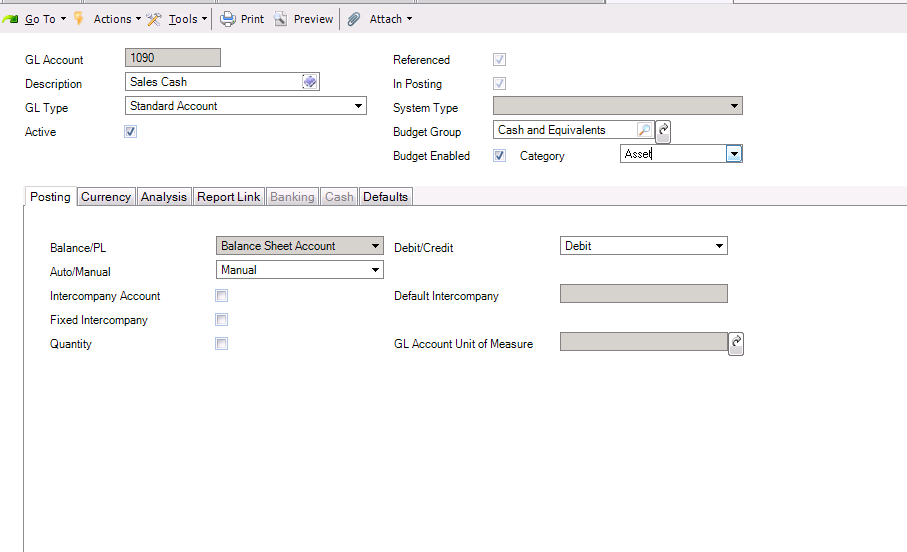 Go To Actions Tools Print Preview Attach
GL Account 1090 Referenced
Description Sales Cash In Posting
GL Type Standard Account System Type
Active Budget Group Cash and Equivalents
Budget Enabled Category Asset
Posting Currency Analysis Report Link Banking Cash Defaults
Balance/PL Balance Sheet Account Debit/Credit Debit
Auto/Manual Manual
Intercompany Account Default Intercompany
Fixed Intercompany
Quantity GL Account Unit of Measure